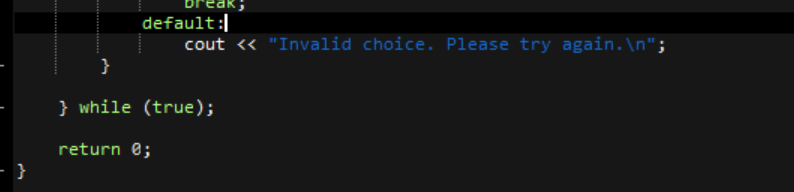 break;
default:
cout << "Invalid choice. Please try again.\n";
}
} while (true);
return 0;
}